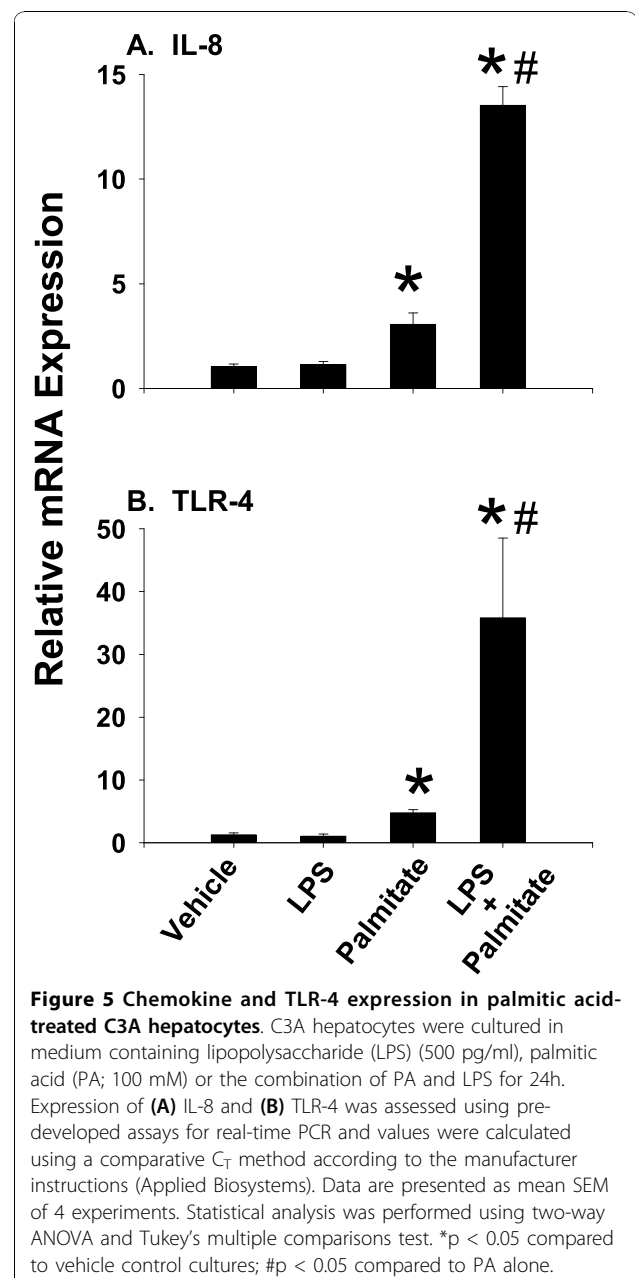 A. IL-8
*#
15
10
*
5
0
Relative mRNA Expression
B. TLR-4
*#
50
40
30
20
*
10
0
Vehicle
LPS
Palmitate
LPS
+
Palmitate
Figure 5 Chemokine and TLR-4 expression in palmitic acid-
treated C3A hepatocytes. C3A hepatocytes were cultured in
medium containing lipopolysaccharide (LPS) (500 pg/ml), palmitic
acid (PA; 100 mM) or the combination of PA and LPS for 24h.
Expression of (A) IL-8 and (B) TLR-4 was assessed using pre-
developed assays for real-time PCR and values were calculated
using a comparative CT method according to the manufacturer
instructions (Applied Biosystems). Data are presented as mean SEM
of 4 experiments. Statistical analysis was performed using two-way
ANOVA and Tukey's multiple comparisons test. *p < 0.05 compared
to vehicle control cultures; #p < 0.05 compared to PA alone.